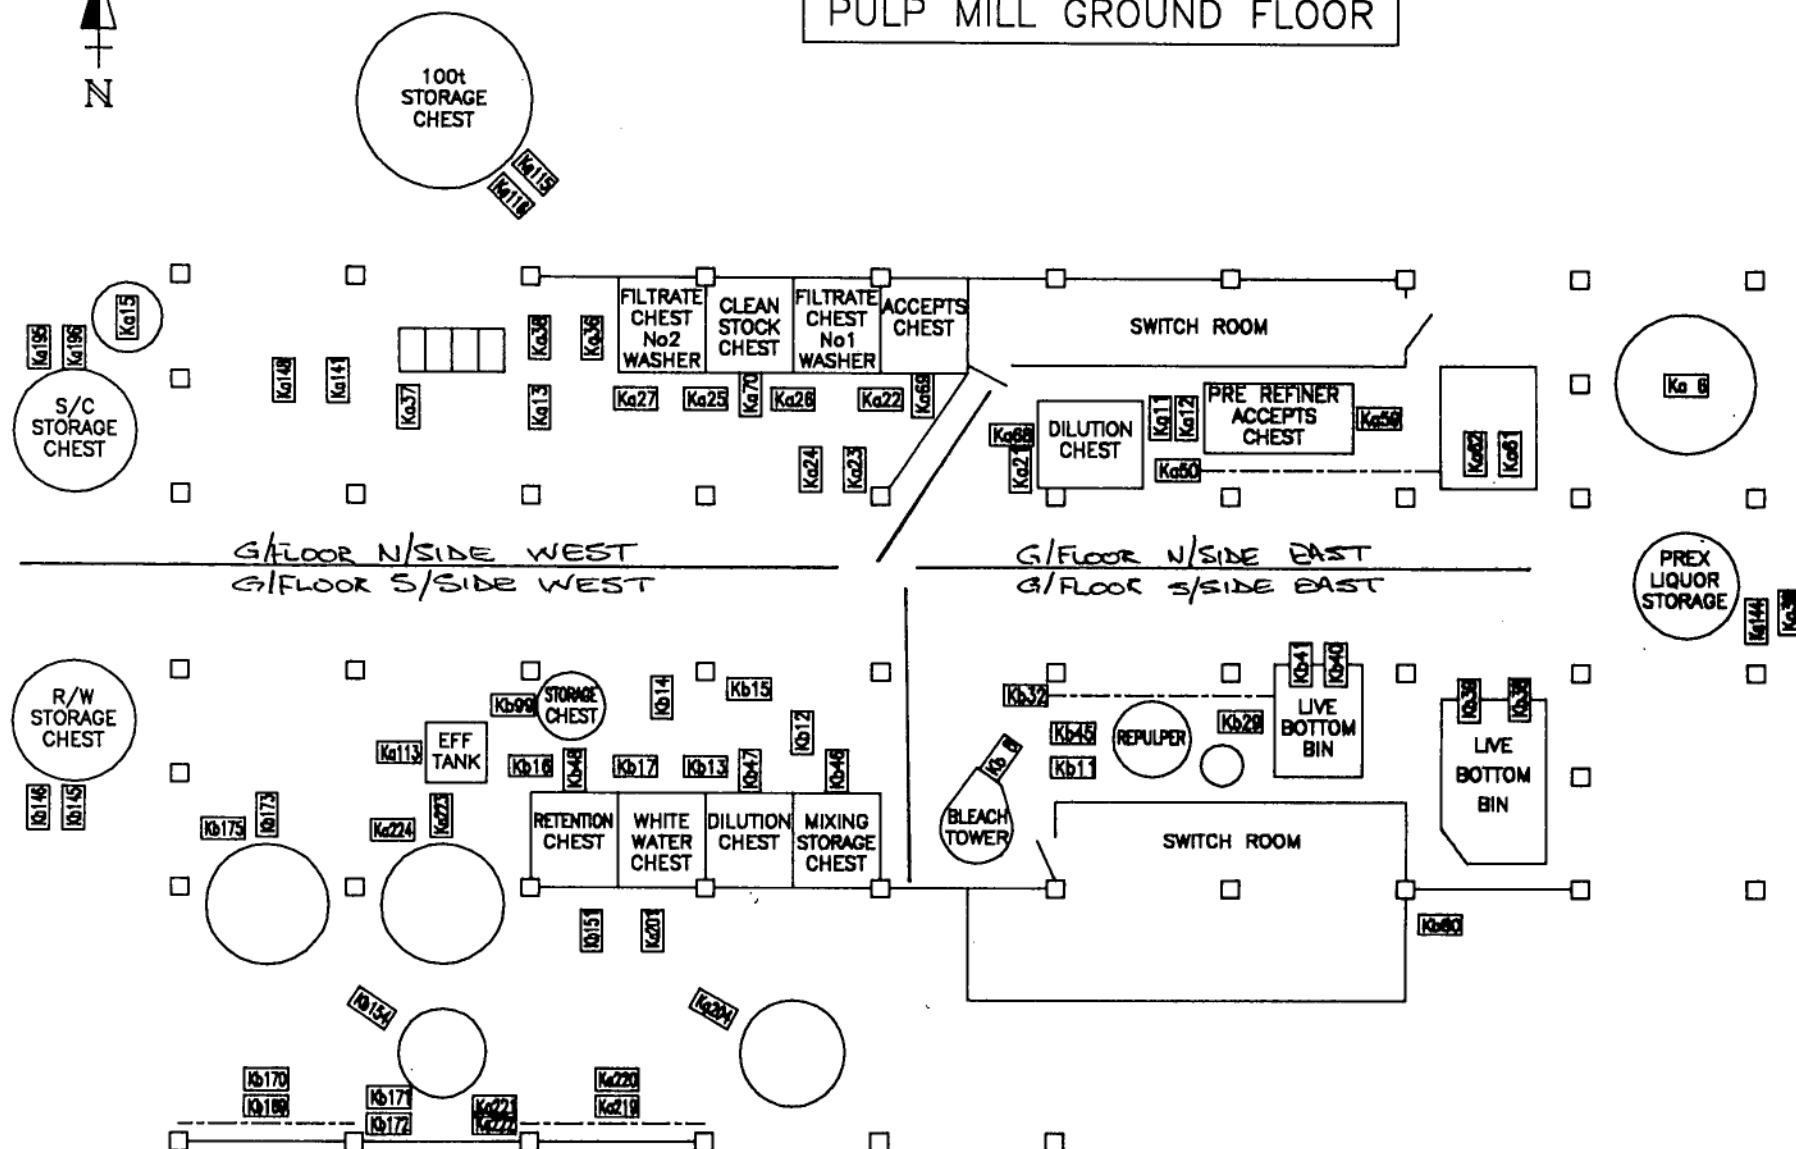 PULP MILL GROUND FLOOR
N
100t
STORAGE
CHEST
Ka115
Ka116
Ka15
Ka195
Ka196
S/C
STORAGE
CHEST
Ka148
Ka141
Ka37
Ka38
Ka36
Ka13
FILTRATE
CHEST
No2
WASHER
CLEAN
STOCK
CHEST
FILTRATE
CHEST
No1
WASHER
ACCEPTS
CHEST
Ka27
Ka25
Ka70
Ka26
Ka22
Ka69
Ka24
Ka23
SWITCH ROOM
Ka68
Ka21
DILUTION
CHEST
Ka11
Ka12
PRE REFINER
ACCEPTS
CHEST
Ka59
Ka50
Ka62
Ka61
Ka 6
G/FLOOR N/SIDE WEST
G/FLOOR S/SIDE WEST
G/FLOOR N/SIDE EAST
G/FLOOR S/SIDE EAST
PREX
LIQUOR
STORAGE
Ka144
R/W
STORAGE
CHEST
Kb146
Kb145
Kb175
Kb173
Ka113
EFF
TANK
Ka224
Ka223
Kb99
STORAGE
CHEST
Kb14
Kb15
Kb12
Kb16
Kb48
Kb17
Kb13
Kb47
Kb46
RETENTION
CHEST
WHITE
WATER
CHEST
DILUTION
CHEST
MIXING
STORAGE
CHEST
Kb151
Ka201
Kb154
Ka204
Kb170
Kb169
Kb171
Kb172
Ka221
Ka222
Ka220
Ka219
Kb32
Kb45
Kb11
REPULPER
Kb29
Kb41
Kb40
LIVE
BOTTOM
BIN
BLEACH
TOWER
SWITCH ROOM
Kb39
Kb38
LIVE
BOTTOM
BIN
Kb60